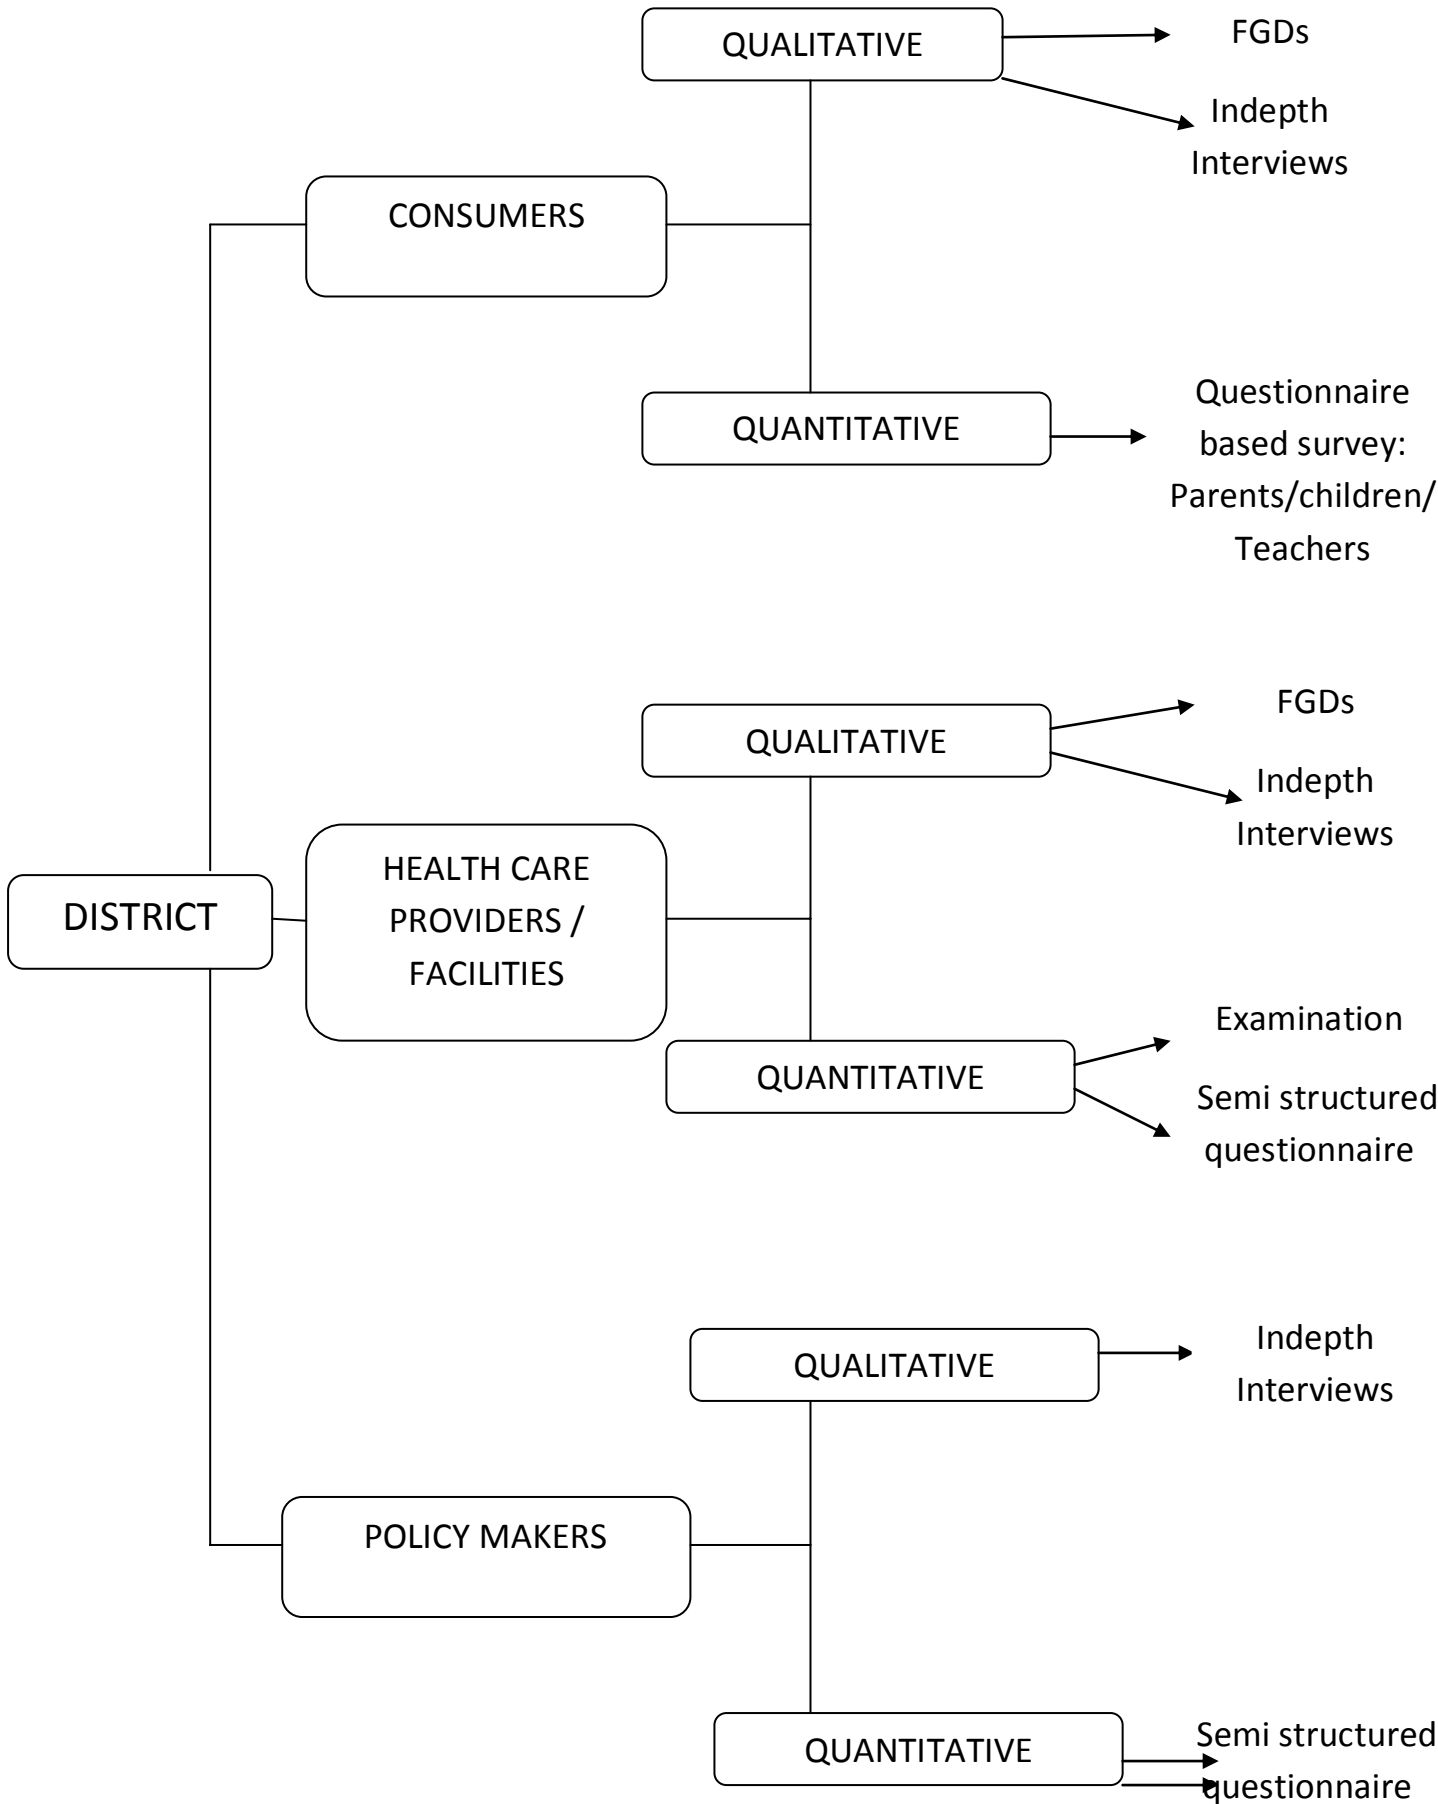 QUALITATIVE
FGDs
Indepth
Interviews
CONSUMERS
QUANTITATIVE
Questionnaire
based survey:
Parents/children/
Teachers
DISTRICT
HEALTH CARE
PROVIDERS /
FACILITIES
QUALITATIVE
FGDs
Indepth
Interviews
QUANTITATIVE
Examination
Semi structured
questionnaire
POLICY MAKERS
QUALITATIVE
Indepth
Interviews
QUANTITATIVE
Semi structured
questionnaire